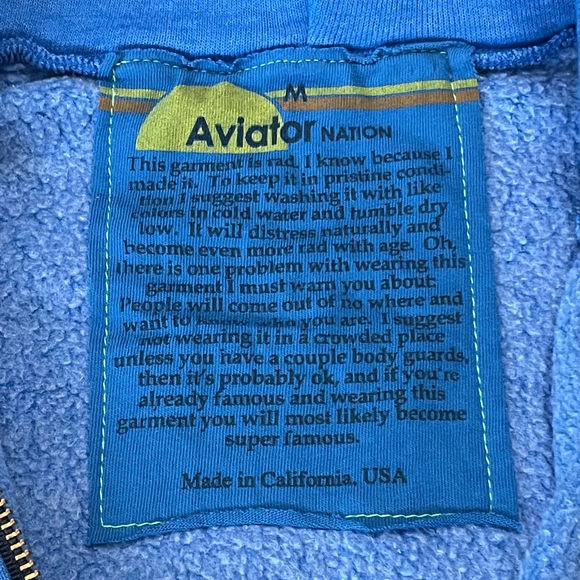 M
Aviator NATION
This garment is rad, I know because I
made it. To keep it in pristine condi-
tion I suggest washing it with like
colors in cold water and tumble dry
low. It will distress naturally and
become even more rad with age. Oh,
there is one problem with wearing this
garment I must warn you about:
People will come out of no where and
want to know who you are. I suggest
not wearing it in a crowded place
unless you have a couple body guards,
then it's probably ok, and if you're
already famous and wearing this
garment you will most likely become
super famous.
Made in California, USA